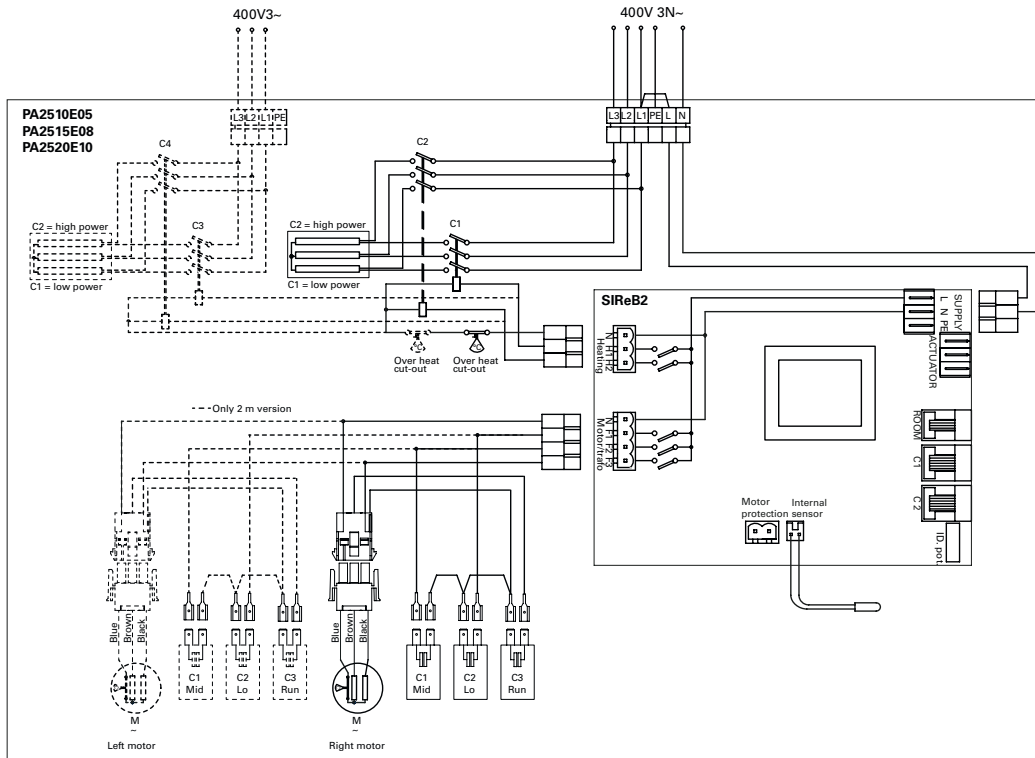 400V3~
400V 3N~
PA2510E05
PA2515E08
PA2520E10
L3 L2 L1 PE
L3 L2 L1 PE L N
C4
C2
C3
C1
C2 = high power
C1 = low power
C2 = high power
C1 = low power
SIReB2
L N PE
SUPPLY
ACTUATOR
N H1 H2
Heating
°C
°C
Over heat
cut-out
Over heat
cut-out
---- Only 2 m version
N F1 F2 F3
Motor/trafo
ROOM
C1
C 2
Motor
protection
Internal
sensor
ID. pot.
Blue
Brown
Black
Blue
Brown
Black
C1
Mid
C2
Lo
C3
Run
C1
Mid
C2
Lo
C3
Run
M
~
M
~
Left motor
Right motor